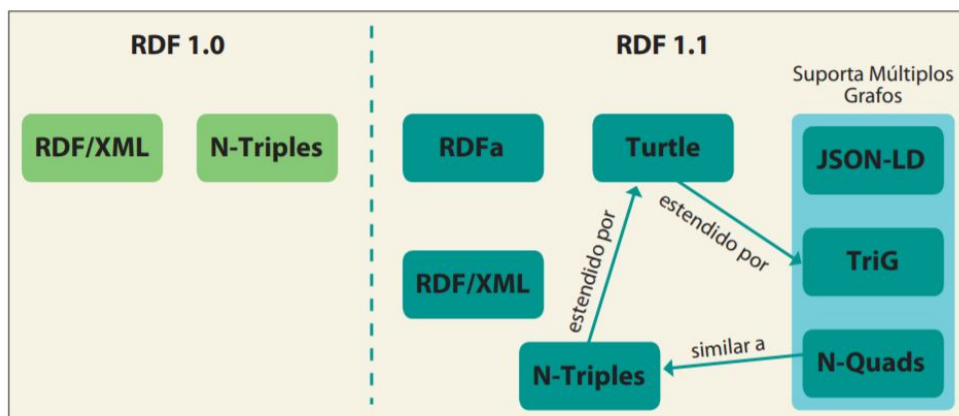 RDF 1.0
RDF/XML
N-Triples
RDF 1.1
Suporta Múltiplos
Grafos
RDFa
Turtle
JSON-LD
estendido por
estendido por
RDF/XML
TriG
N-Triples
similar a
N-Quads